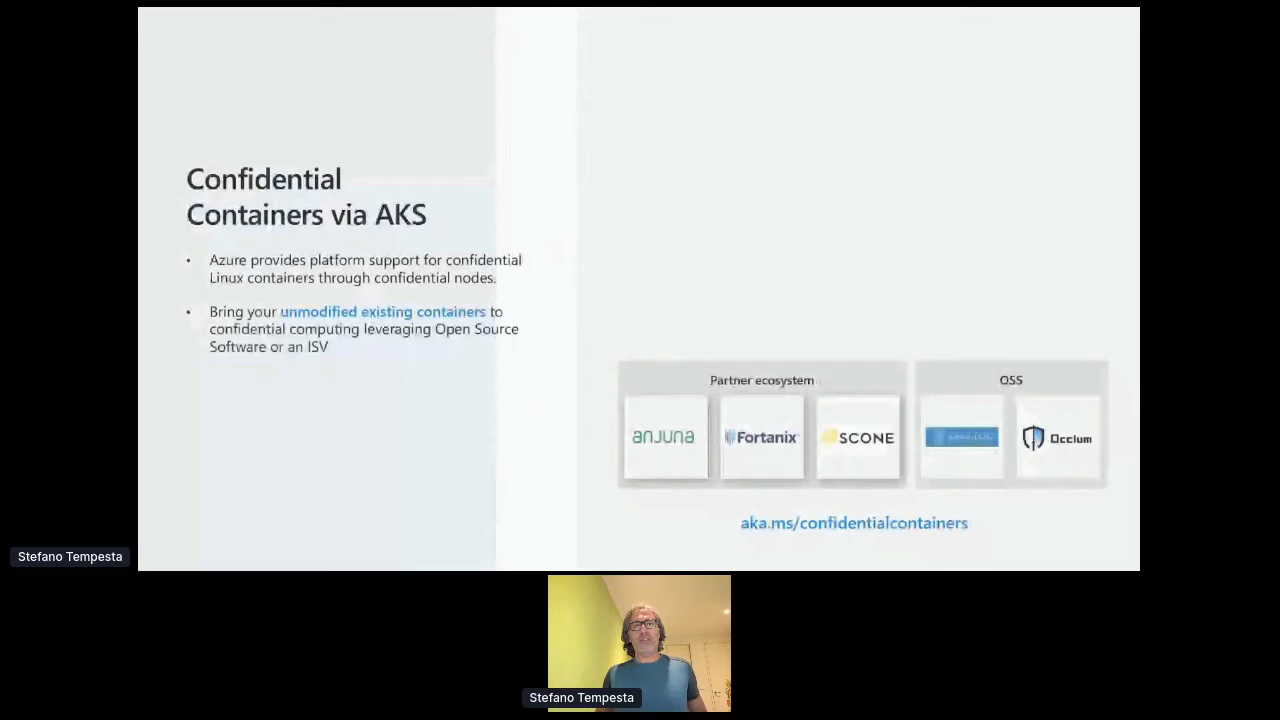 Confidential
Containers via AKS
• Azure provides platform support for confidential
Linux containers through confidential nodes.
• Bring your unmodified existing containers to
confidential computing leveraging Open Source
Software or an ISV
Partner ecosystem
OSS
anjuna
Fortanix
SCONE
Occlum
aka.ms/confidentialcontainers
Stefano Tempesta
Stefano Tempesta